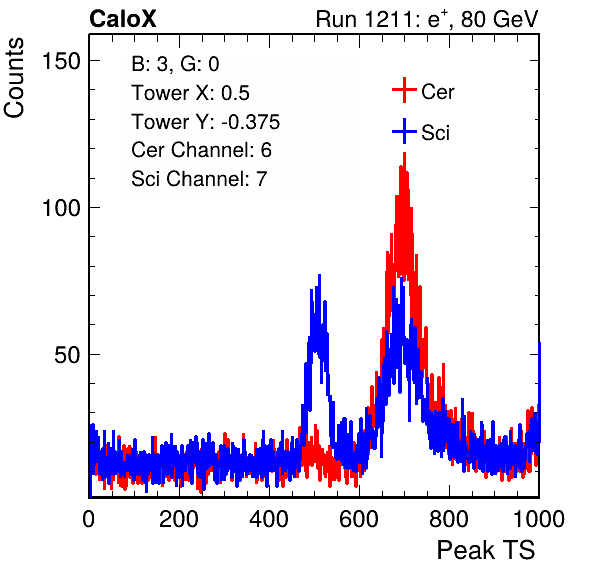 CaloX Run 1211: e⁺, 80 GeV
Counts
150
100
50
B: 3, G: 0
Tower X: 0.5
Tower Y: -0.375
Cer Channel: 6
Sci Channel: 7
Cer
Sci
0 200 400 600 800 1000
Peak TS